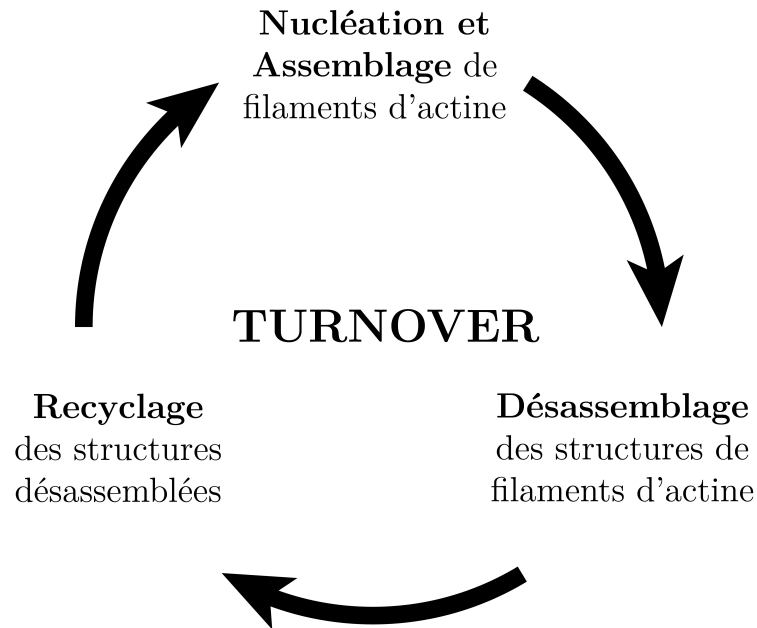 Nucléation et
Assemblage de
filaments d'actine
TURNOVER
Recyclage
des structures
désassemblées
Désassemblage
des structures de
filaments d'actine